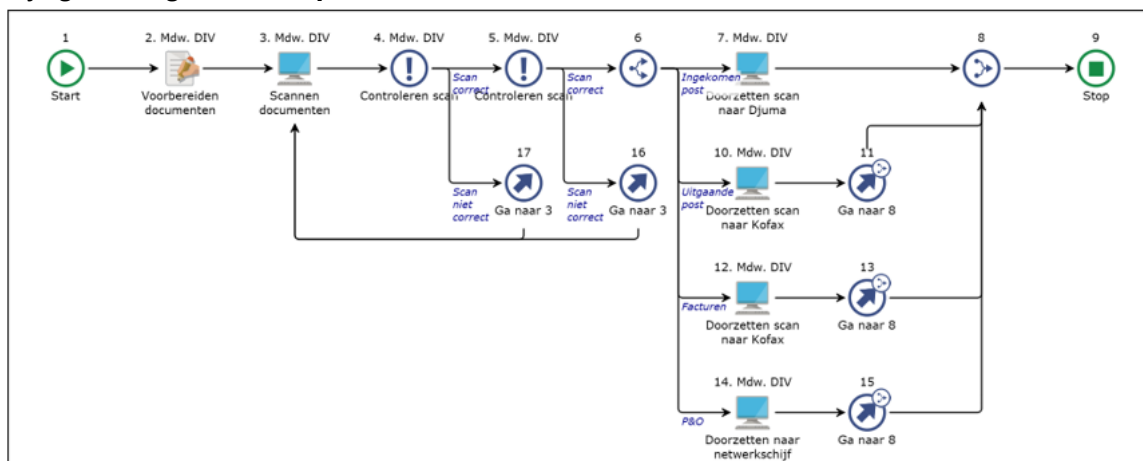 1
2. Mdw. DIV
3. Mdw. DIV
4. Mdw. DIV
5. Mdw. DIV
6
7. Mdw. DIV
8
9
Start
Voorbereiden
documenten
Scannen
documenten
Controleren scan
Scan
correct
Controleren scan
Scan
correct
Ingekomen
post
Doorzetten scan
naar Djuma
Stop
17
16
10. Mdw. DIV
11
Scan
niet
correct
Ga naar 3
Scan
niet
correct
Ga naar 3
Uitgaande
post
Doorzetten scan
naar Kofax
Ga naar 8
12. Mdw. DIV
13
Facturen
Doorzetten scan
naar Kofax
Ga naar 8
14. Mdw. DIV
15
P&O
Doorzetten naar
netwerkschijf
Ga naar 8